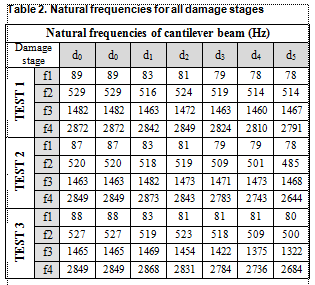 Table 2. Natural frequencies for all damage stages
Natural frequencies of cantilever beam (Hz)
Damage stage d0 d0 d1 d2 d3 d4 d5
TEST 1
f1 89 89 83 81 79 78 78
f2 529 529 516 524 519 514 514
f3 1482 1482 1463 1472 1463 1460 1467
f4 2872 2872 2842 2849 2824 2810 2791
TEST 2
f1 87 87 83 81 79 79 78
f2 520 520 518 519 509 501 485
f3 1463 1463 1482 1473 1471 1473 1468
f4 2849 2849 2873 2843 2783 2743 2644
TEST 3
f1 88 88 83 81 81 81 80
f2 527 527 519 523 518 509 500
f3 1465 1465 1469 1454 1422 1375 1322
f4 2849 2849 2868 2831 2784 2736 2684